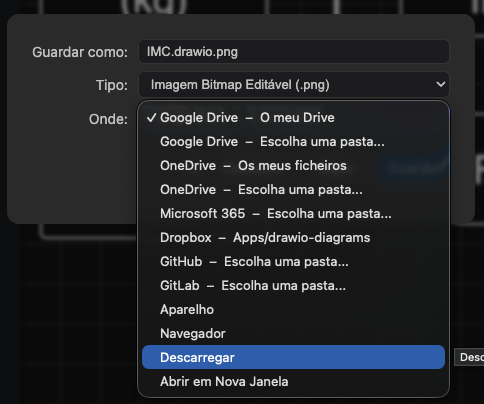 (kg)
Guardar como: IMC.drawio.png
Tipo: Imagem Bitmap Editável (.png)
Onde:
✓ Google Drive – O meu Drive
Google Drive – Escolha uma pasta...
OneDrive – Os meus ficheiros
OneDrive – Escolha uma pasta...
Microsoft 365 – Escolha uma pasta...
Dropbox – Apps/drawio-diagrams
GitHub – Escolha uma pasta...
GitLab – Escolha uma pasta...
Aparelho
Navegador
Descarregar
Desc
Abrir em Nova Janela